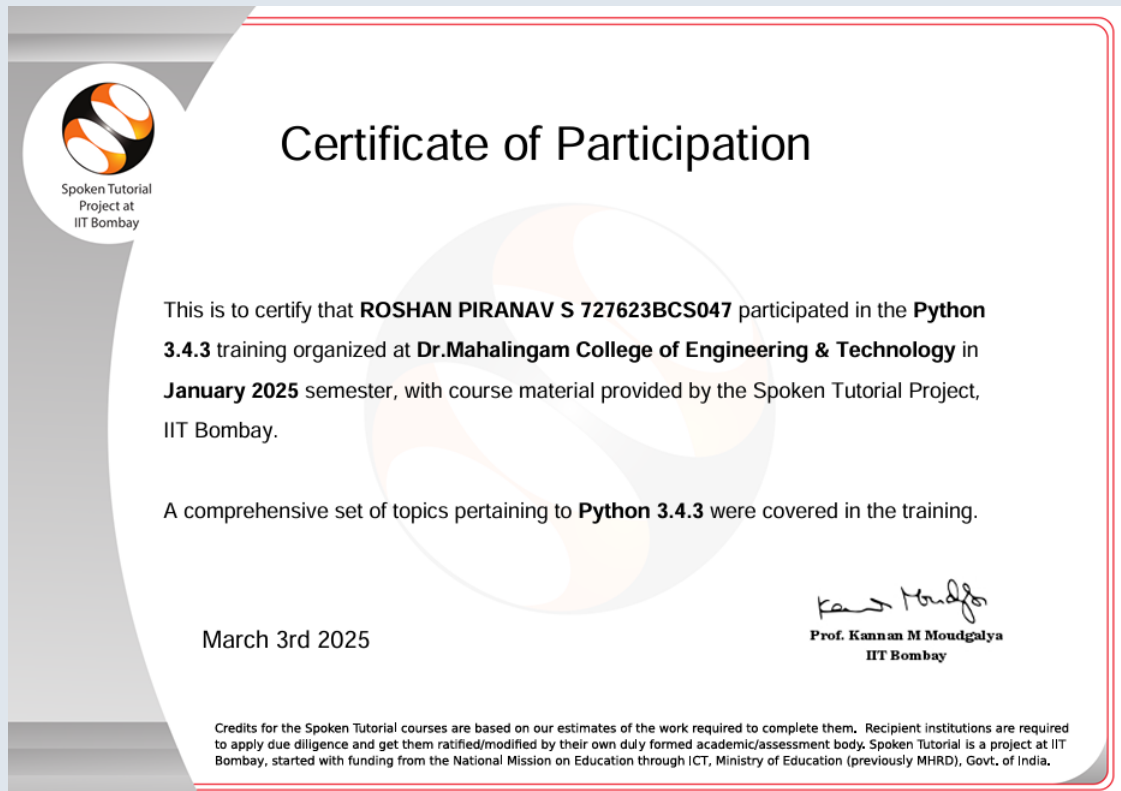 Spoken Tutorial
Project at
IIT Bombay
Certificate of Participation
This is to certify that ROSHAN PIRANAV S 727623BCS047 participated in the Python
3.4.3 training organized at Dr.Mahalingam College of Engineering & Technology in
January 2025 semester, with course material provided by the Spoken Tutorial Project,
IIT Bombay.
A comprehensive set of topics pertaining to Python 3.4.3 were covered in the training.
March 3rd 2025
Prof. Kannan M Moudgalya
IIT Bombay
Credits for the Spoken Tutorial courses are based on our estimates of the work required to complete them. Recipient institutions are required
to apply due diligence and get them ratified/modified by their own duly formed academic/assessment body. Spoken Tutorial is a project at IIT
Bombay, started with funding from the National Mission on Education through ICT, Ministry of Education (previously MHRD), Govt. of India.